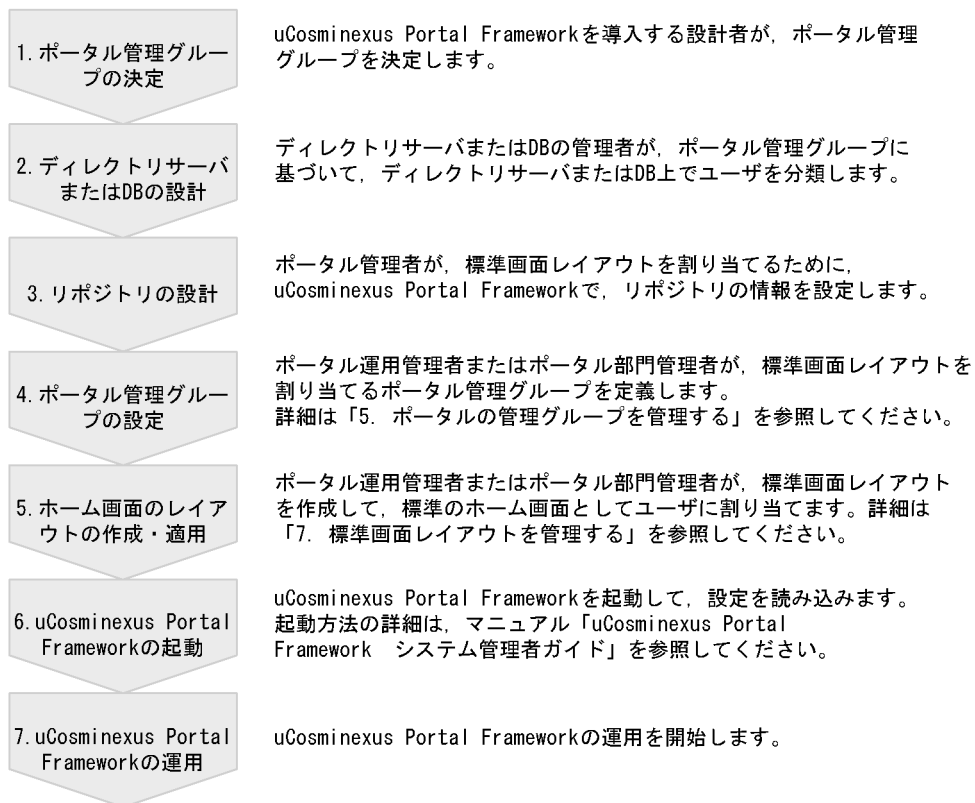 1.ポータル管理グルー
プの決定
uCosminexus Portal Frameworkを導入する設計者が，ポータル管理
グループを決定します。
2.ディレクトリサーバ
またはDBの設計
ディレクトリサーバまたはDBの管理者が，ポータル管理グループに
基づいて，ディレクトリサーバまたはDB上でユーザを分類します。
3.リポジトリの設計
ポータル管理者が，標準画面レイアウトを割り当てるために，
uCosminexus Portal Frameworkで，リポジトリの情報を設定します。
4.ポータル管理グルー
プの設定
ポータル運用管理者またはポータル部門管理者が，標準画面レイアウトを
割り当てるポータル管理グループを定義します。
詳細は「5. ポータルの管理グループを管理する」を参照してください。
5.ホーム画面のレイア
ウトの作成・適用
ポータル運用管理者またはポータル部門管理者が，標準画面レイアウト
を作成して，標準のホーム画面としてユーザに割り当てます。詳細は
「7. 標準画面レイアウトを管理する」を参照してください。
6.uCosminexus Portal
Frameworkの起動
uCosminexus Portal Frameworkを起動して，設定を読み込みます。
起動方法の詳細は，マニュアル「uCosminexus Portal
Framework　システム管理者ガイド」を参照してください。
7.uCosminexus Portal
Frameworkの運用
uCosminexus Portal Frameworkの運用を開始します。